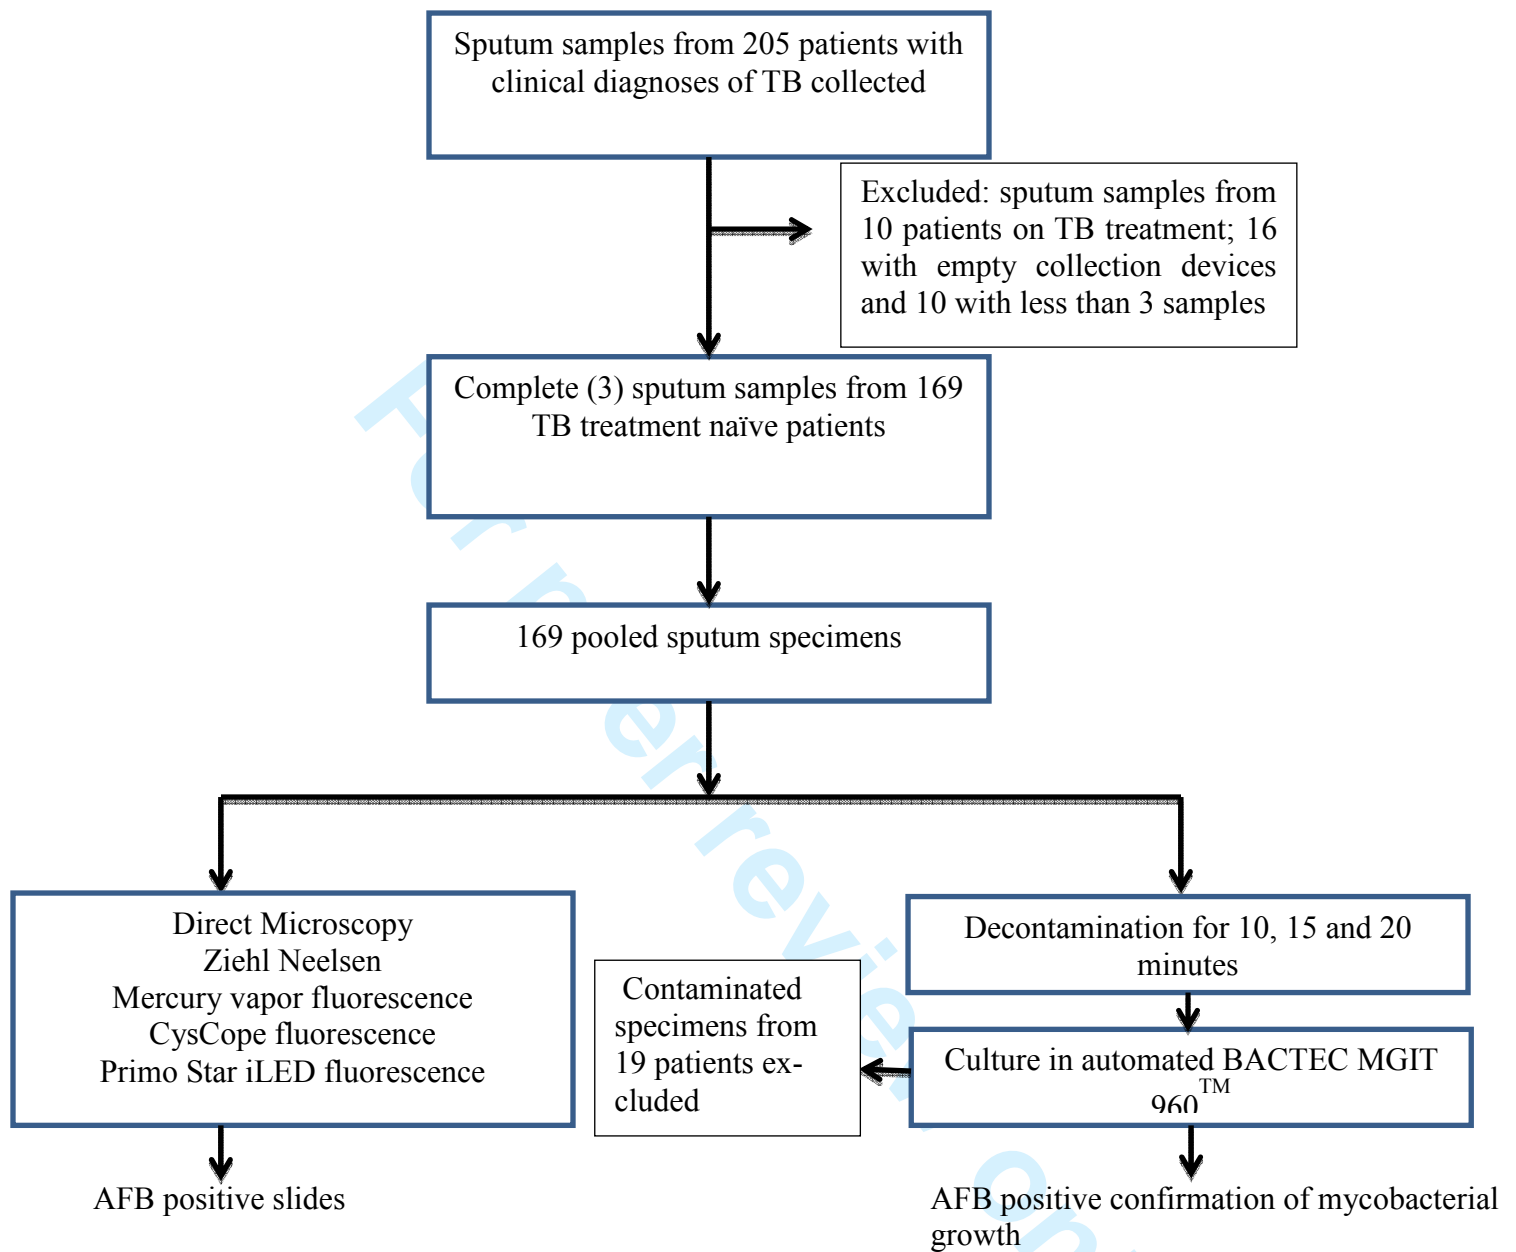 Sputum samples from 205 patients with
clinical diagnoses of TB collected
Excluded: sputum samples from
10 patients on TB treatment; 16
with empty collection devices
and 10 with less than 3 samples
Complete (3) sputum samples from 169
TB treatment naïve patients
169 pooled sputum specimens
Direct Microscopy
Ziehl Neelsen
Mercury vapor fluorescence
CysCope fluorescence
Primo Star iLED fluorescence
AFB positive slides
Decontamination for 10, 15 and 20
minutes
Contaminated
specimens from
19 patients ex-
cluded
Culture in automated BACTEC MGIT
960TM
AFB positive confirmation of mycobacterial
growth
For peer review on